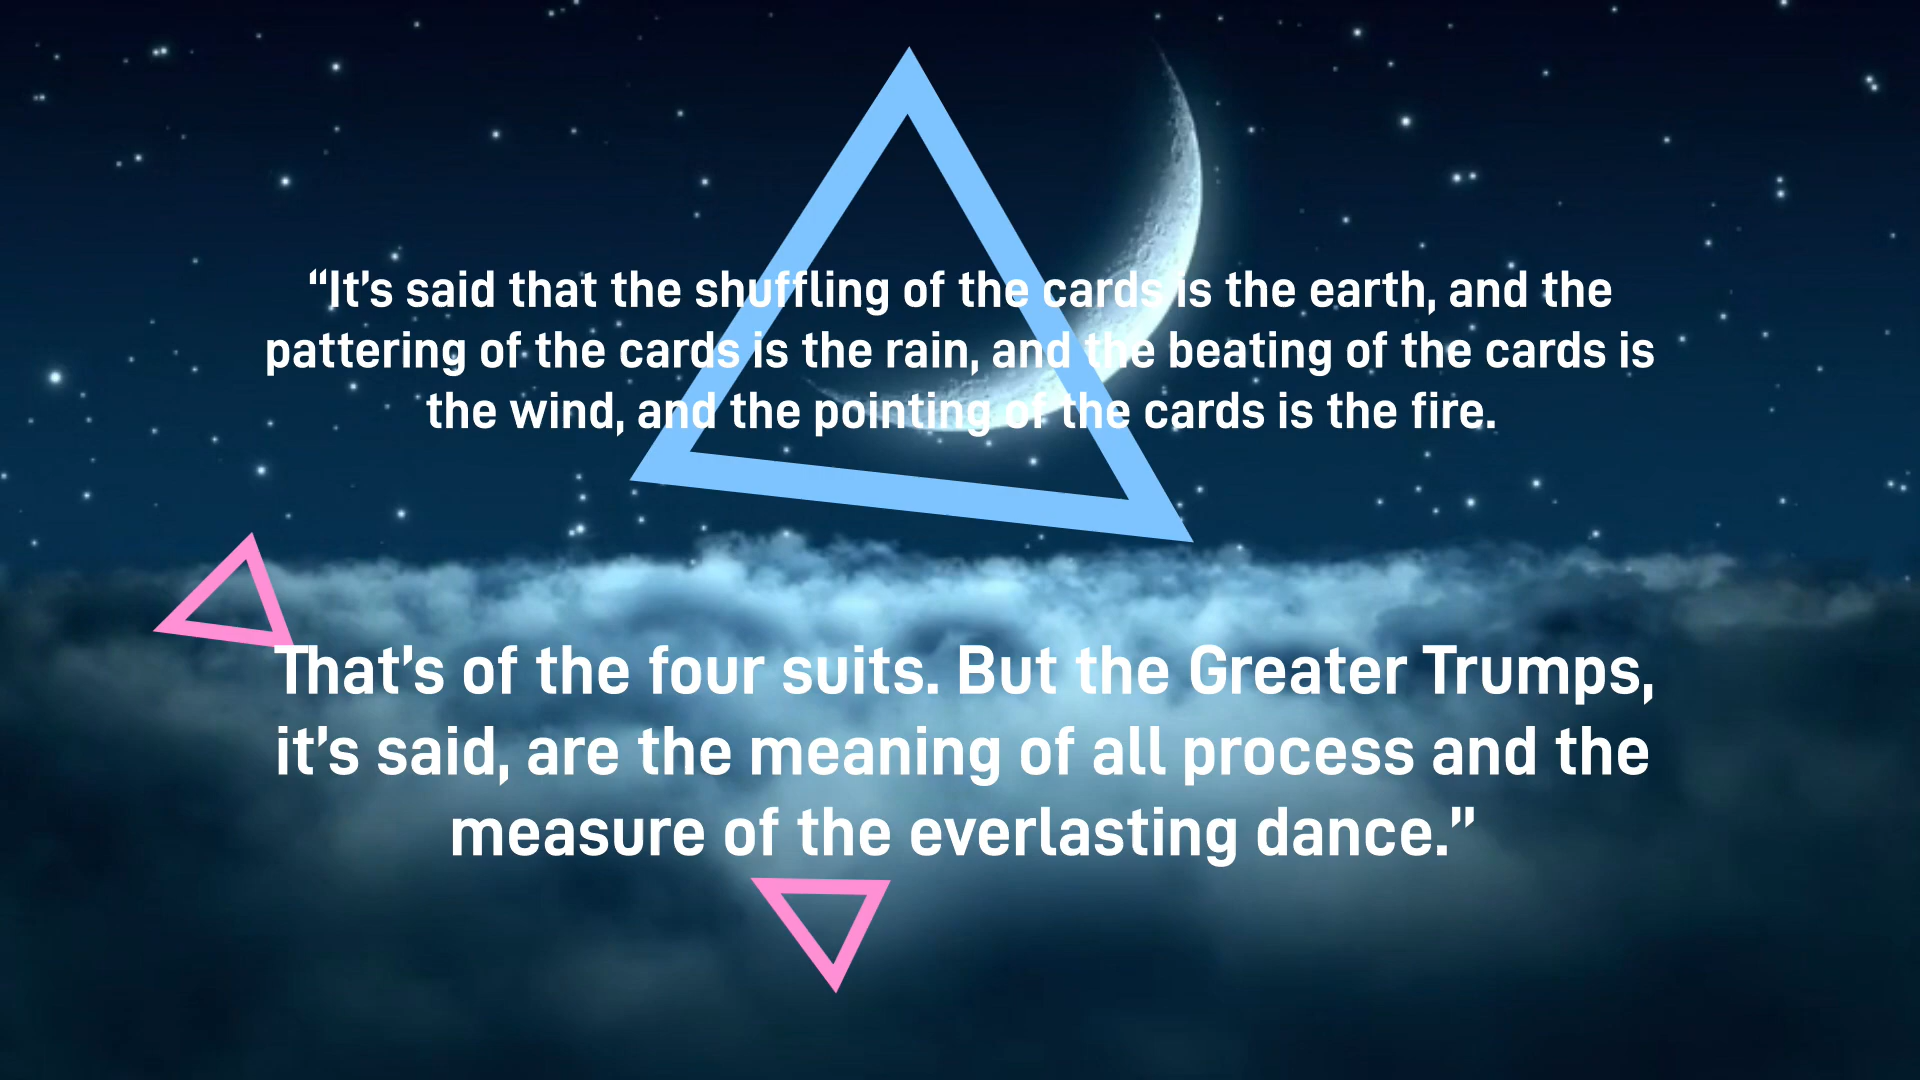 “It’s said that the shuffling of the cards is the earth, and the
pattering of the cards is the rain, and the beating of the cards is
the wind, and the pointing of the cards is the fire.
That’s of the four suits. But the Greater Trumps,
it’s said, are the meaning of all process and the
measure of the everlasting dance.”